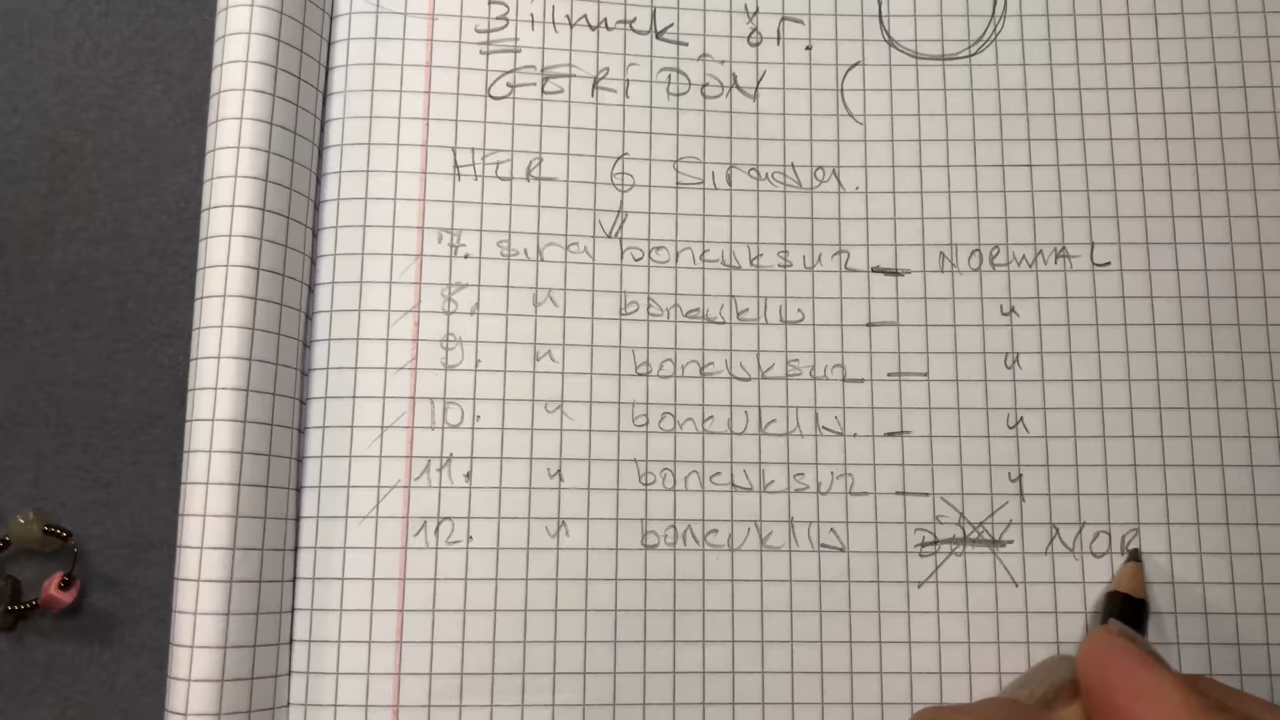 Bilmek
GERİ DÖN (
HER 6 Sırada
7. sıra boncuksuz — NORMAL
8. " boncuklu — "
9. " boncuksuz — "
10. " boncuklu. — "
11. " boncuksuz — "
12. " boncuklu NOR